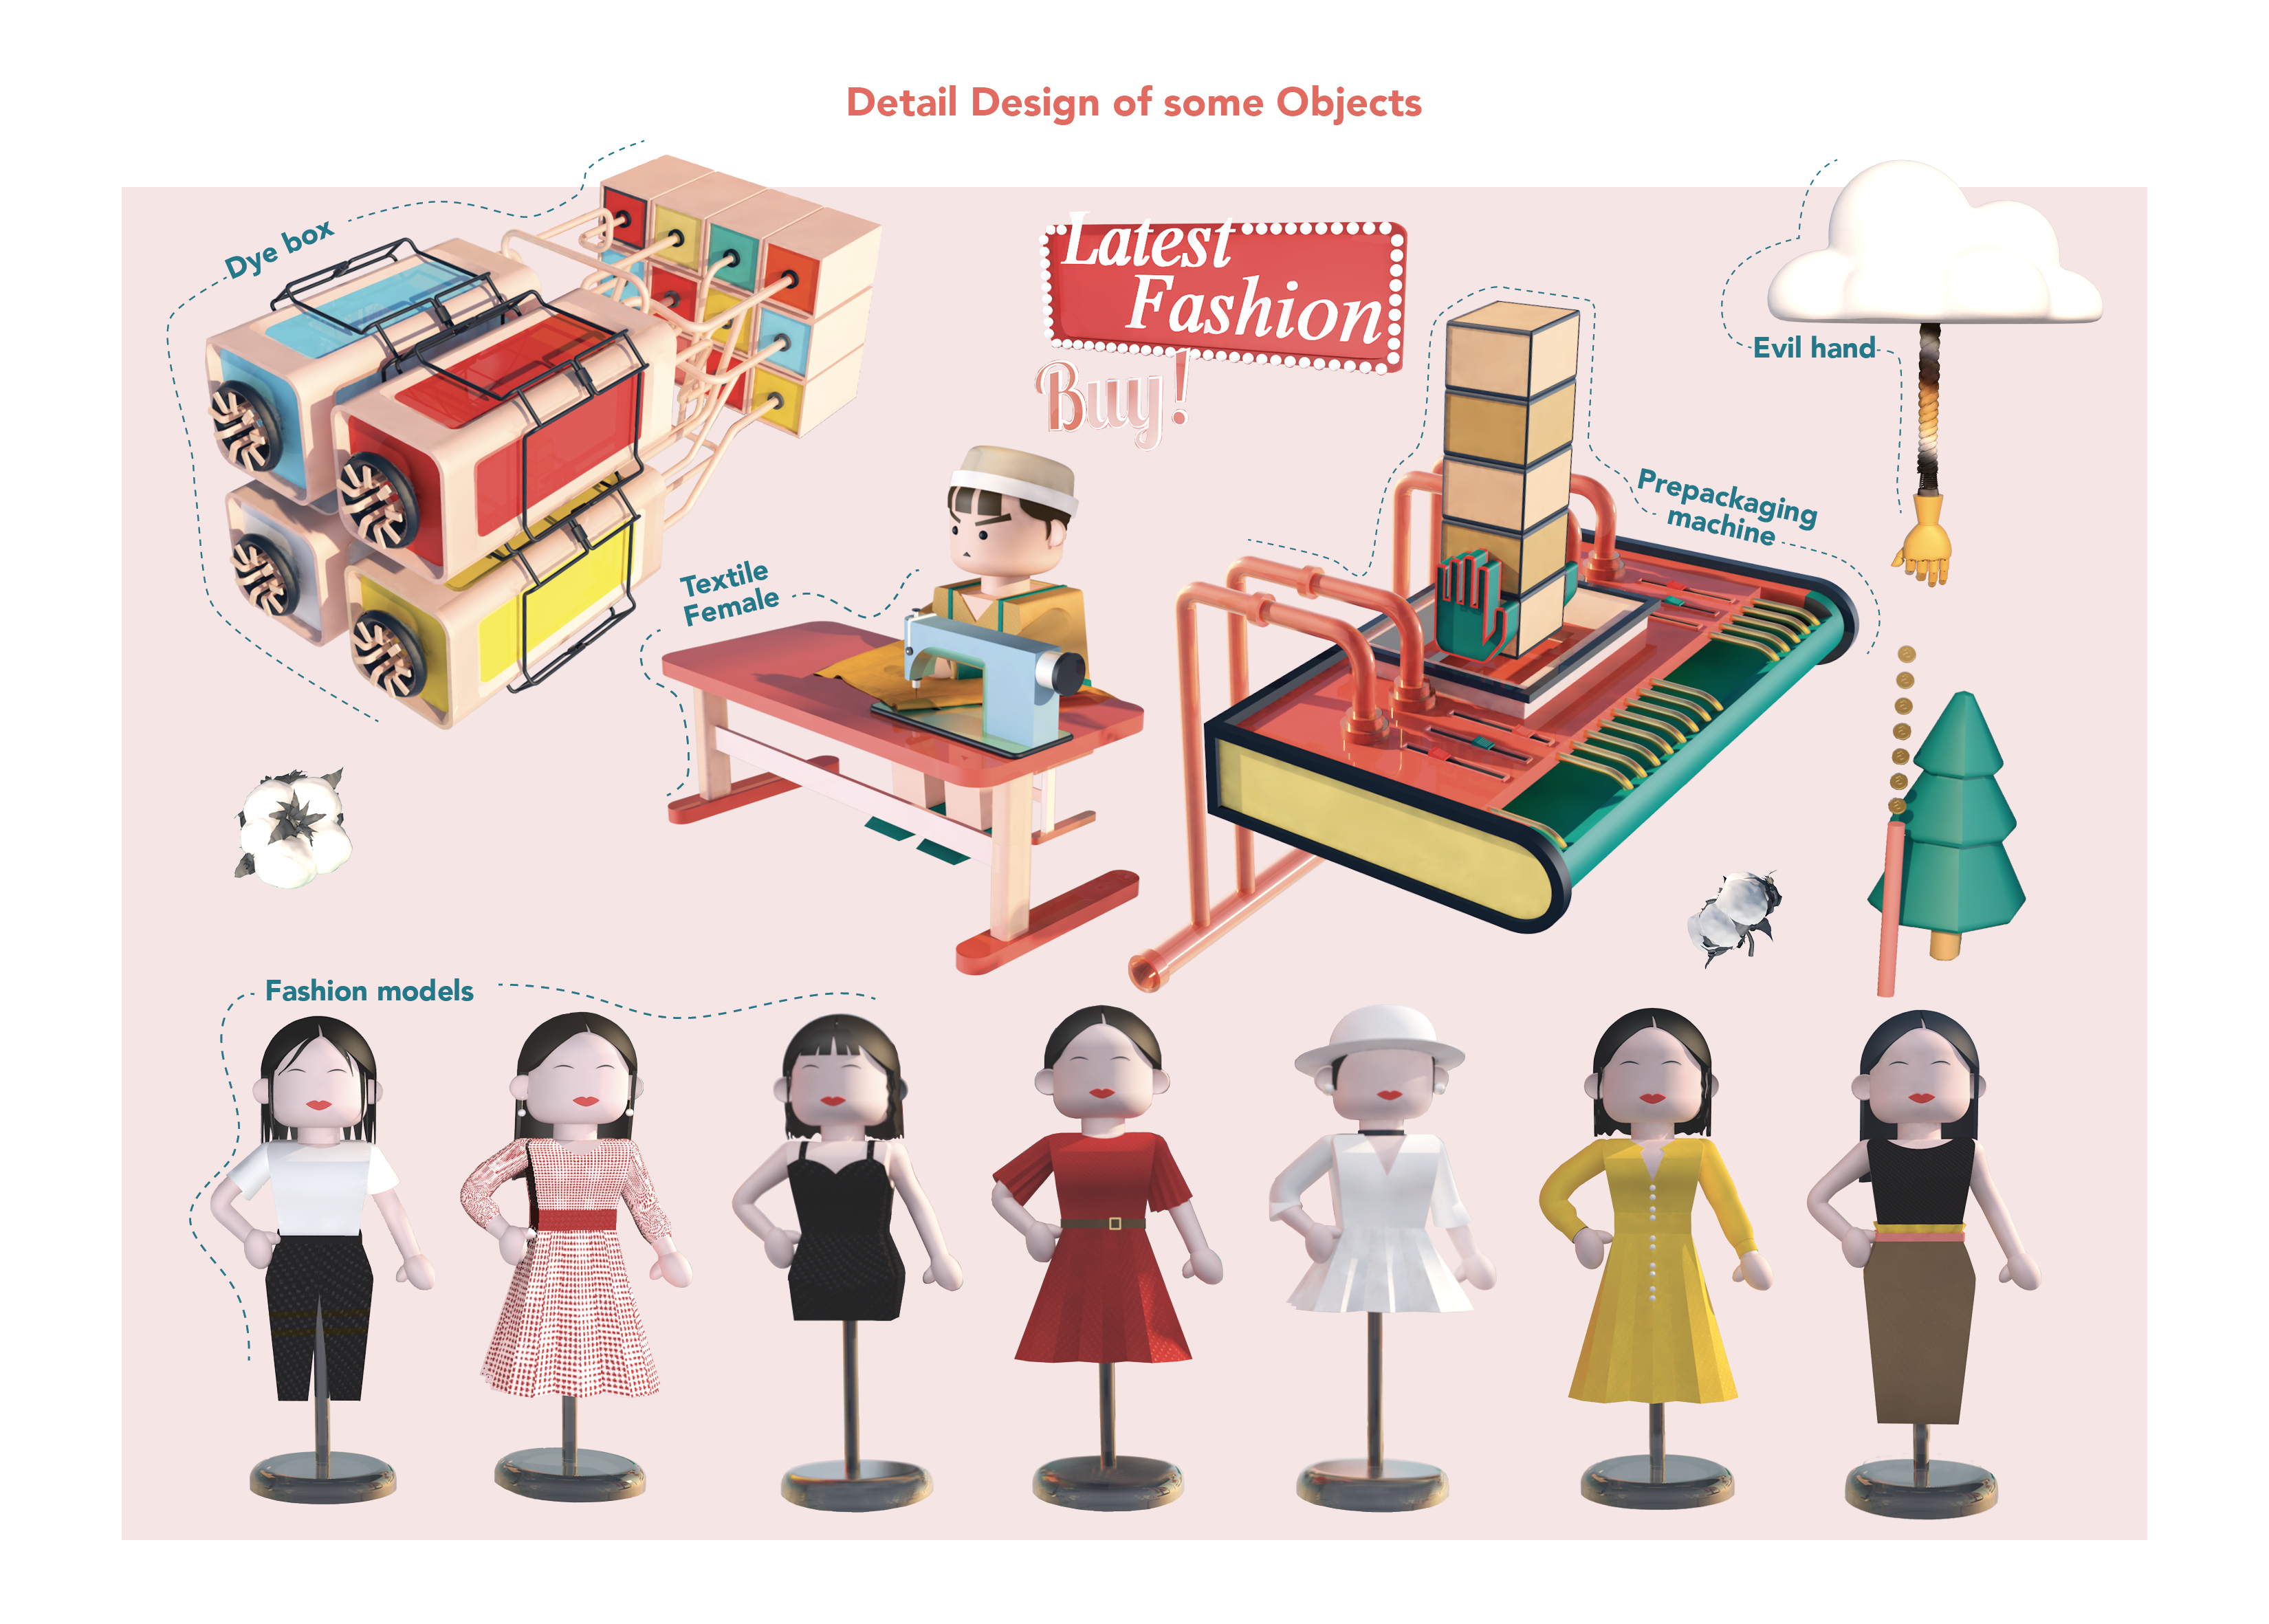 Detail Design of some Objects
Dye box
Latest
Fashion
Buy!
Evil hand
Prepackaging
machine
Textile
Female
Fashion models